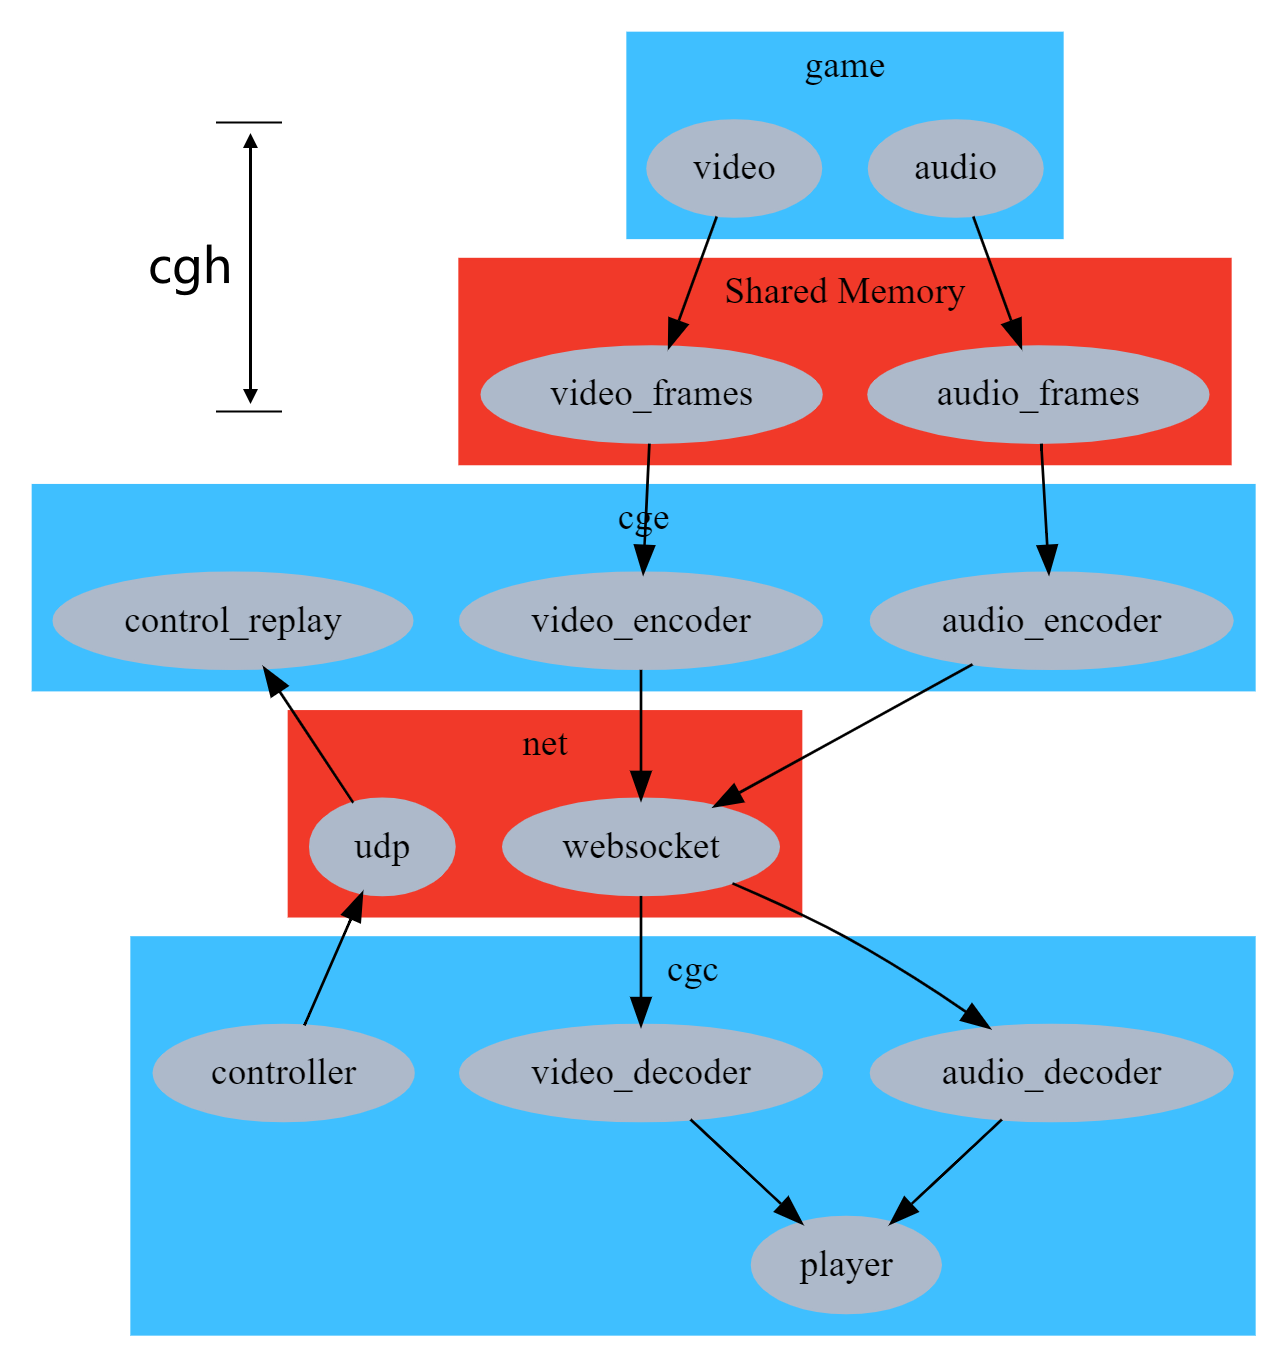 game
video
audio
cgh
Shared Memory
video_frames
audio_frames
cge
control_replay
video_encoder
audio_encoder
net
udp
websocket
cgc
controller
video_decoder
audio_decoder
player